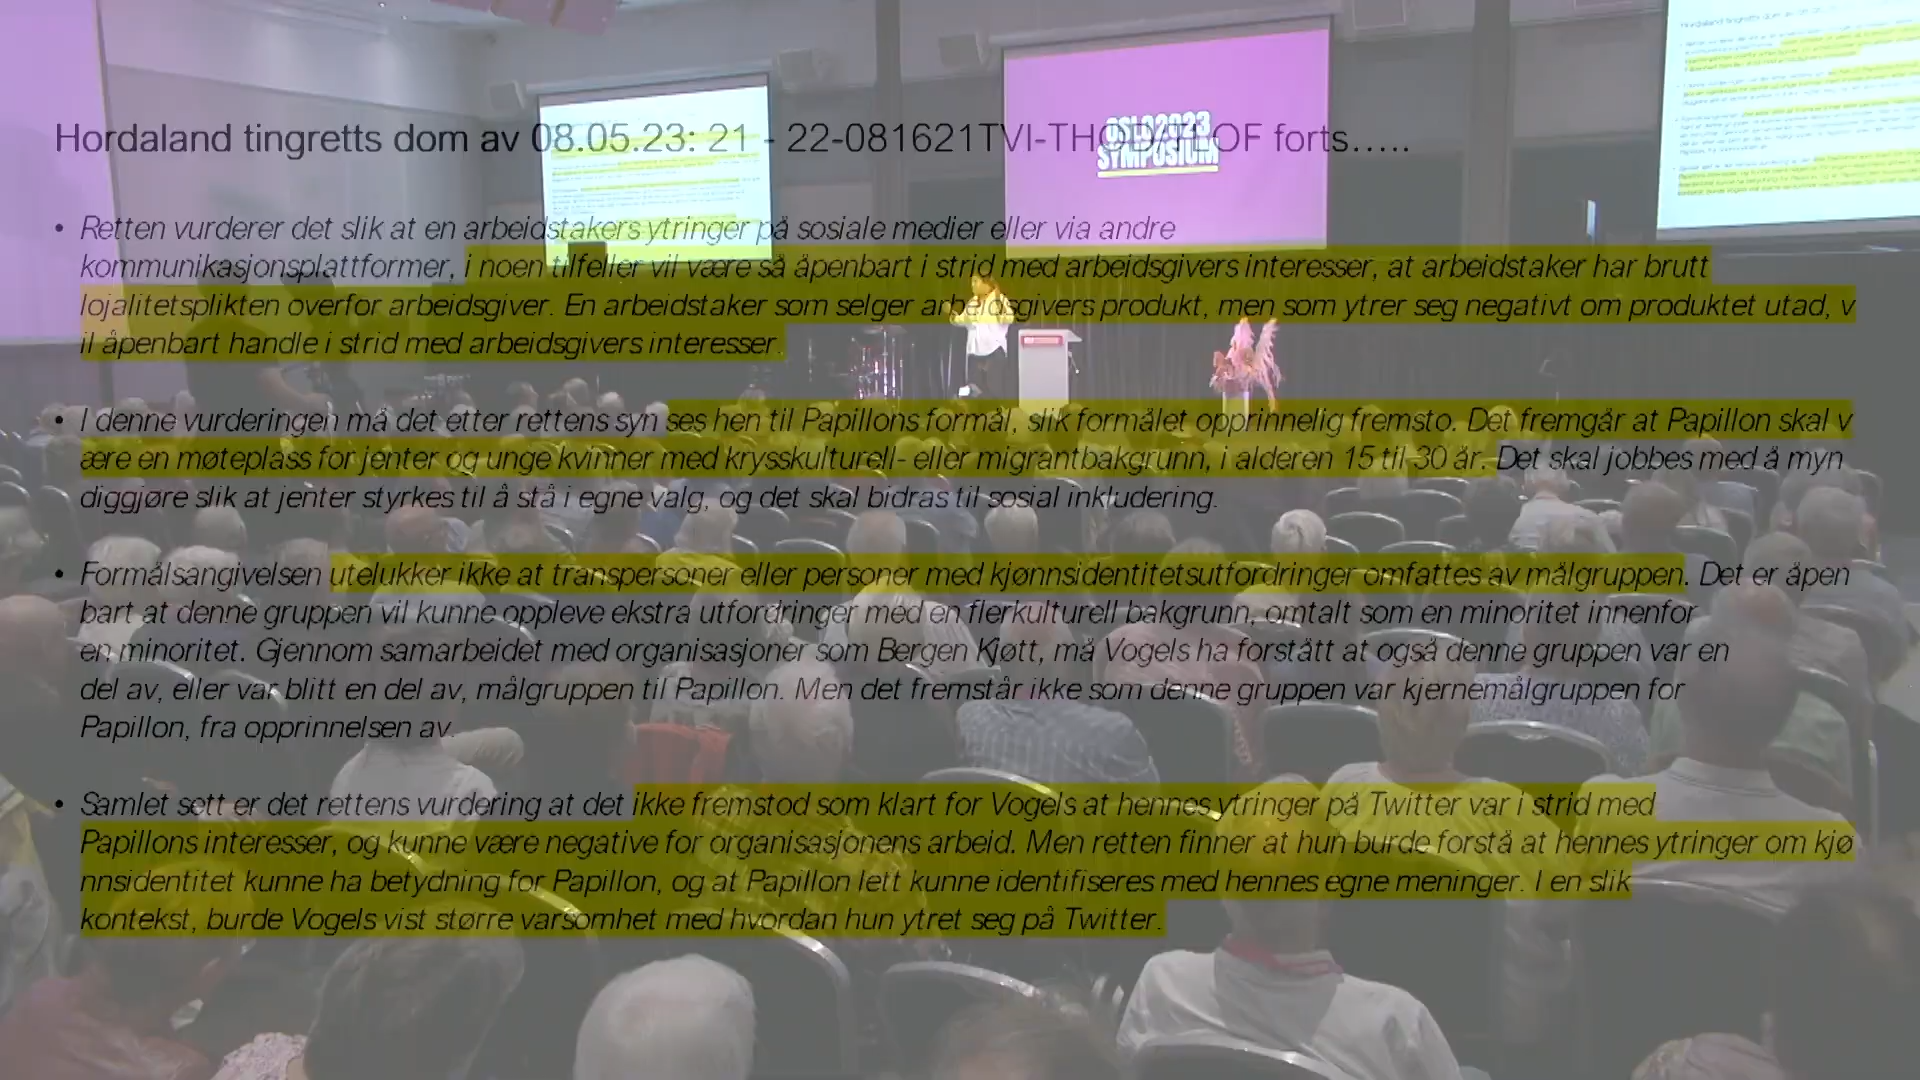 Hordaland tingretts dom av 08.05.23: 21 - 22-081621TVI-THOD/TLOF forts…..
OSLO2023
SYMPOSIUM
• Retten vurderer det slik at en arbeidstakers ytringer på sosiale medier eller via andre
kommunikasjonsplattformer, i noen tilfeller vil være så åpenbart i strid med arbeidsgivers interesser, at arbeidstaker har brutt
lojalitetsplikten overfor arbeidsgiver. En arbeidstaker som selger arbeidsgivers produkt, men som ytrer seg negativt om produktet utad, v
il åpenbart handle i strid med arbeidsgivers interesser.
• I denne vurderingen må det etter rettens syn ses hen til Papillons formål, slik formålet opprinnelig fremsto. Det fremgår at Papillon skal v
ære en møteplass for jenter og unge kvinner med krysskulturell- eller migrantbakgrunn, i alderen 15 til 30 år. Det skal jobbes med å myn
diggjøre slik at jenter styrkes til å stå i egne valg, og det skal bidras til sosial inkludering.
• Formålsangivelsen utelukker ikke at transpersoner eller personer med kjønnsidentitetsutfordringer omfattes av målgruppen. Det er åpen
bart at denne gruppen vil kunne oppleve ekstra utfordringer med en flerkulturell bakgrunn, omtalt som en minoritet innenfor
en minoritet. Gjennom samarbeidet med organisasjoner som Bergen Kjøtt, må Vogels ha forstått at også denne gruppen var en
del av, eller var blitt en del av, målgruppen til Papillon. Men det fremstår ikke som denne gruppen var kjernemålgruppen for
Papillon, fra opprinnelsen av.
• Samlet sett er det rettens vurdering at det ikke fremstod som klart for Vogels at hennes ytringer på Twitter var i strid med
Papillons interesser, og kunne være negative for organisasjonens arbeid. Men retten finner at hun burde forstå at hennes ytringer om kjø
nnsidentitet kunne ha betydning for Papillon, og at Papillon lett kunne identifiseres med hennes egne meninger. I en slik
kontekst, burde Vogels vist større varsomhet med hvordan hun ytret seg på Twitter.